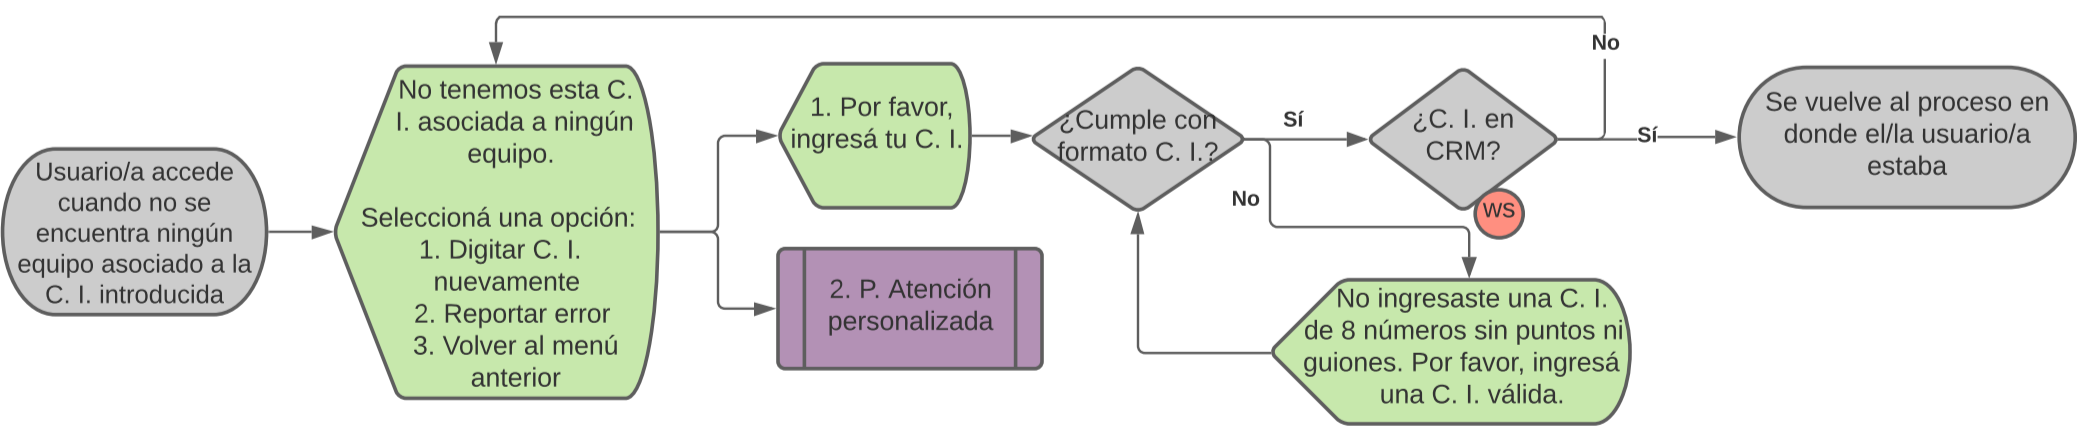 Usuario/a accede
cuando no se
encuentra ningún
equipo asociado a la
C. I. introducida
No tenemos esta C.
I. asociada a ningún
equipo.
Seleccioná una opción:
1. Digitar C. I.
nuevamente
2. Reportar error
3. Volver al menú
anterior
1. Por favor,
ingresá tu C. I.
2. P. Atención
personalizada
¿Cumple con
formato C. I.?
Sí
No
¿C. I. en
CRM?
ws
No
Sí
No ingresaste una C. I.
de 8 números sin puntos ni
guiones. Por favor, ingresá
una C. I. válida.
Se vuelve al proceso en
donde el/la usuario/a
estaba